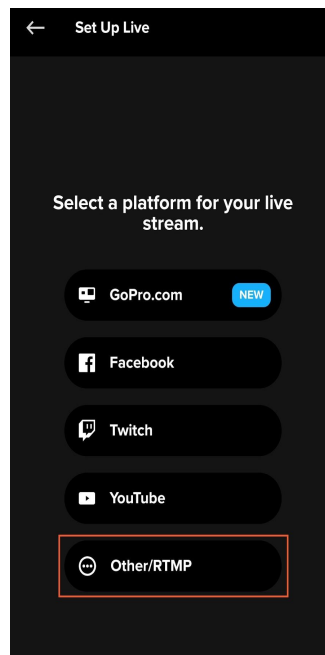 Set Up Live
Select a platform for your live
stream.
GoPro.com
NEW
Facebook
Twitch
YouTube
Other/RTMP